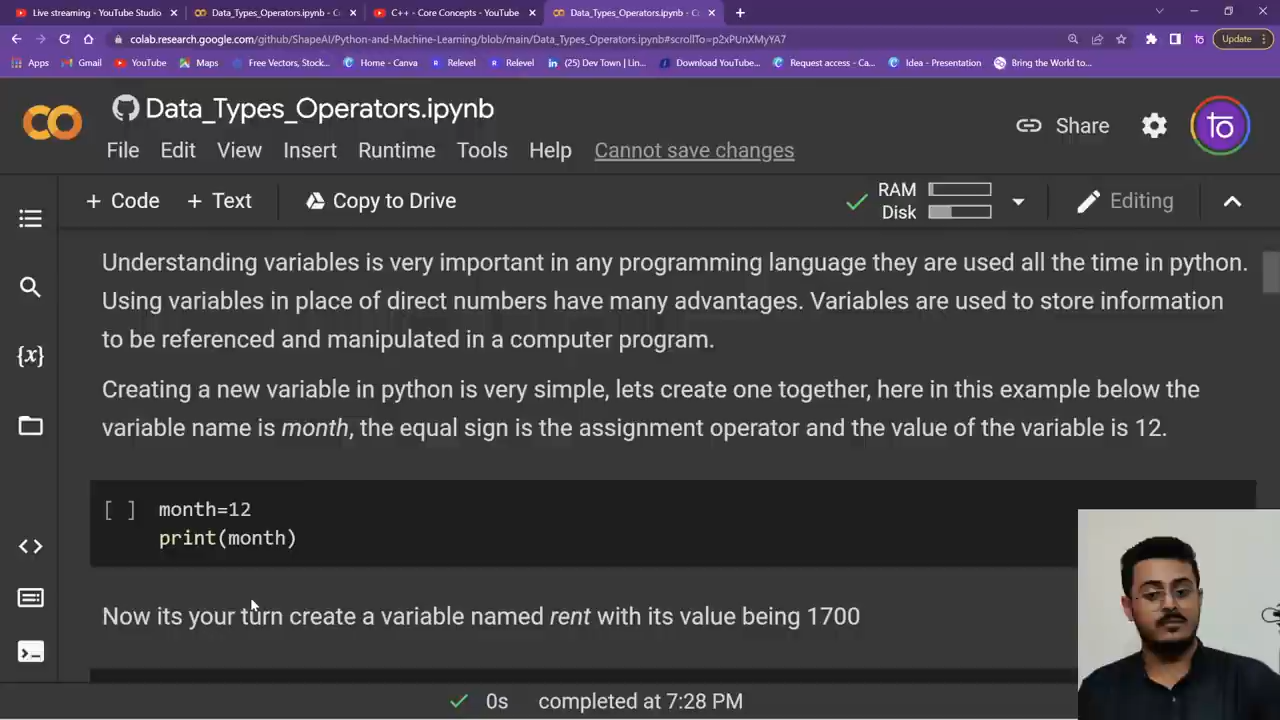 Live streaming - YouTube Studio
Data_Types_Operators.ipynb - C
C++ - Core Concepts - YouTube
Data_Types_Operators.ipynb - C
colab.research.google.com/github/ShapeAI/Python-and-Machine-Learning/blob/main/Data_Types_Operators.ipynb#scrollTo=p2xPUnXMyYA7
Update
Apps
Gmail
YouTube
Maps
Free Vectors, Stock...
Home - Canva
Relevel
Relevel
(25) Dev Town | Lin...
Download YouTube...
Request access - Ca...
Idea - Presentation
Bring the World to...
CO
Data_Types_Operators.ipynb
Share
to
File Edit View Insert Runtime Tools Help Cannot save changes
+ Code + Text Copy to Drive
RAM
Disk
Editing
Understanding variables is very important in any programming language they are used all the time in python.
Using variables in place of direct numbers have many advantages. Variables are used to store information
to be referenced and manipulated in a computer program.
Creating a new variable in python is very simple, lets create one together, here in this example below the
variable name is month, the equal sign is the assignment operator and the value of the variable is 12.
{x}
[ ] month=12
print(month)
Now its your turn create a variable named rent with its value being 1700
0s completed at 7:28 PM